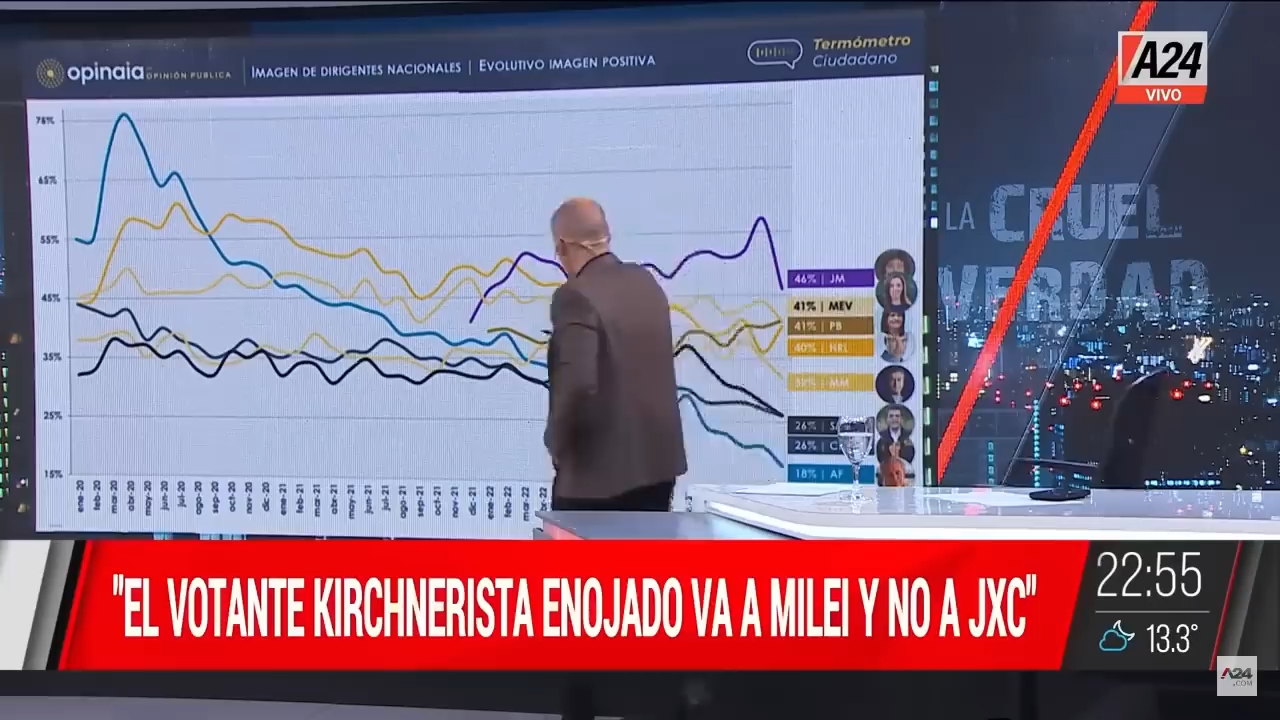 opinaia OPINIÓN PUBLICA
IMAGEN DE DIRIGENTES NACIONALES | EVOLUTIVO IMAGEN POSITIVA
Termómetro
Ciudadano
A24
VIVO
LA CRUEL
VERDAD
65%
55%
45%
35%
25%
15%
46% | JM
41% | MEV
41% | PB
40% | HRL
| MM
26% |
26% |
18% | AF
ene-20
feb-20
mar-20
abr-20
may-20
jun-20
jul-20
ago-20
sep-20
oct-20
nov-20
ene-21
feb-21
mar-21
abr-21
may-21
jun-21
jul-21
ago-21
sep-21
oct-21
nov-21
dic-21
ene-22
feb-22
mar-22
"EL VOTANTE KIRCHNERISTA ENOJADO VA A MILEI Y NO A JXC"
22:55
13.3°
A24
.COM